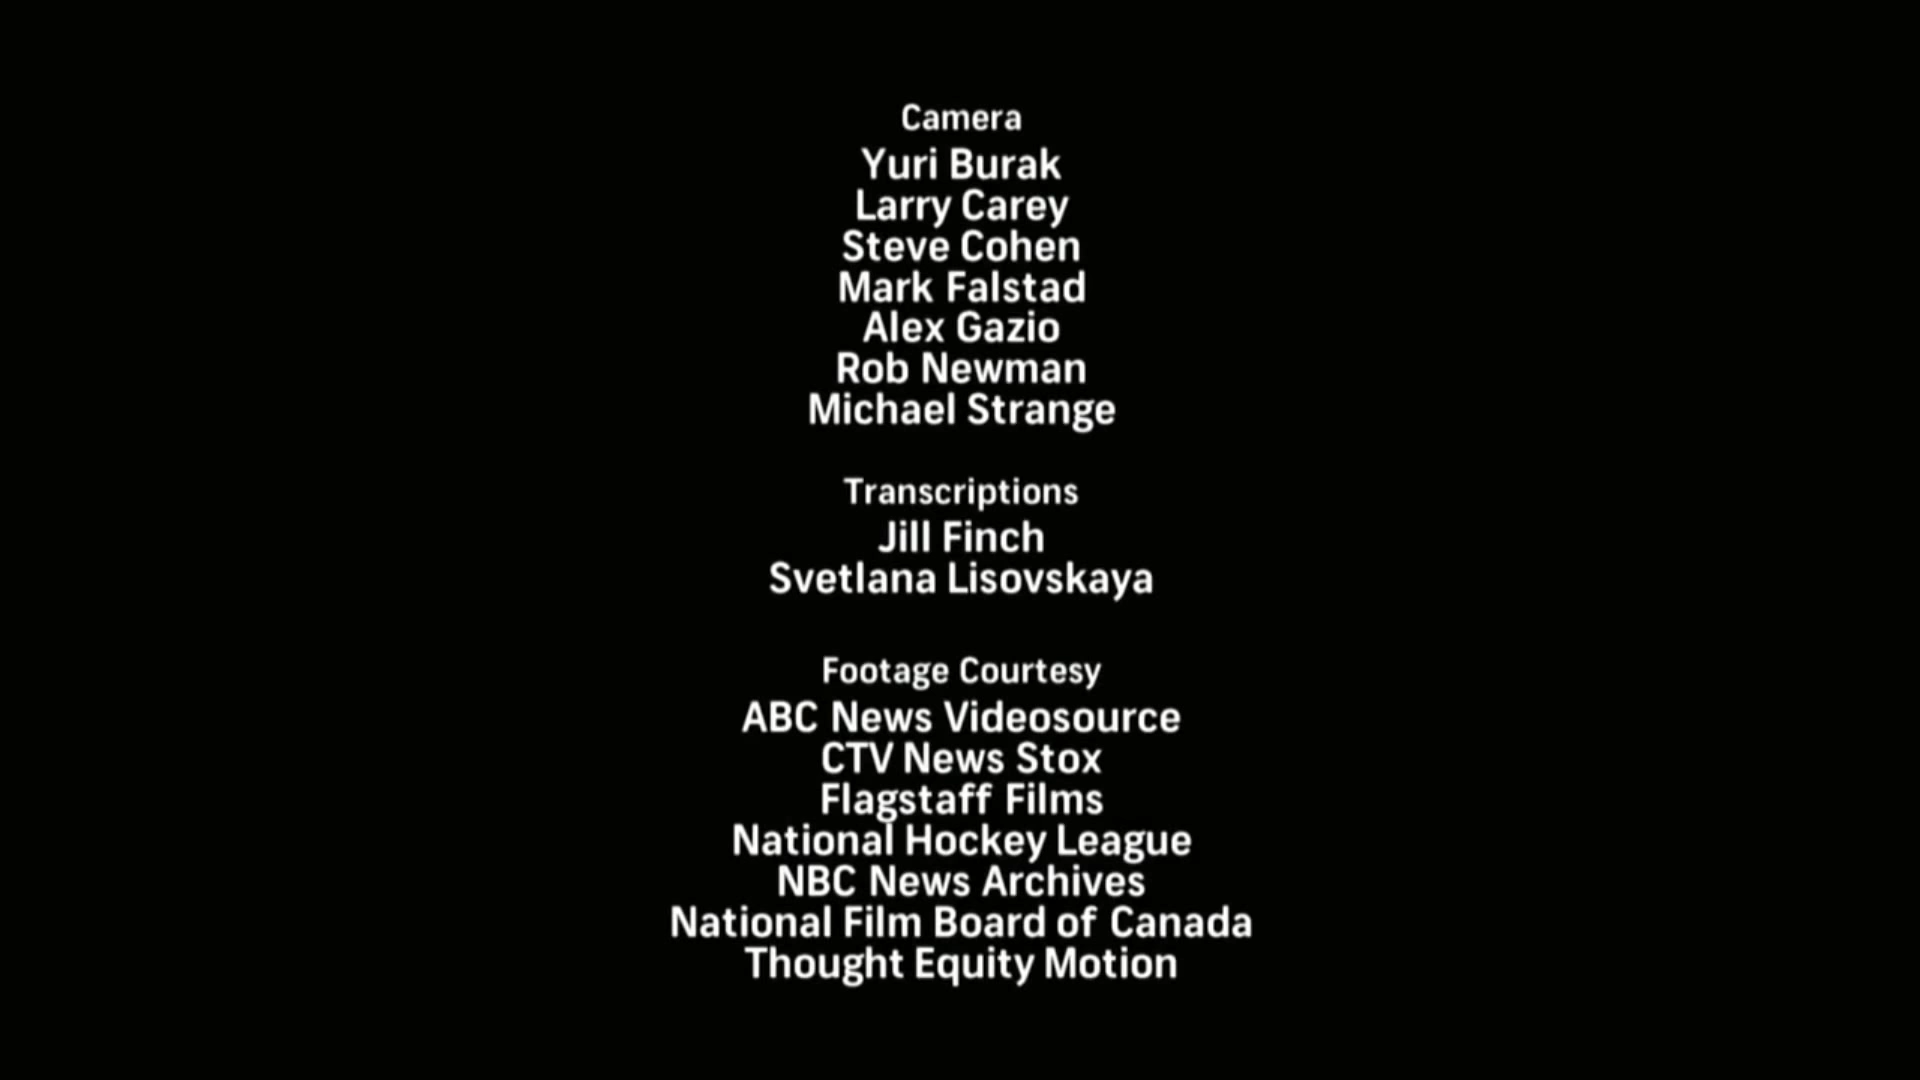 Camera
Yuri Burak
Larry Carey
Steve Cohen
Mark Falstad
Alex Gazio
Rob Newman
Michael Strange
Transcriptions
Jill Finch
Svetlana Lisovskaya
Footage Courtesy
ABC News Videosource
CTV News Stox
Flagstaff Films
National Hockey League
NBC News Archives
National Film Board of Canada
Thought Equity Motion